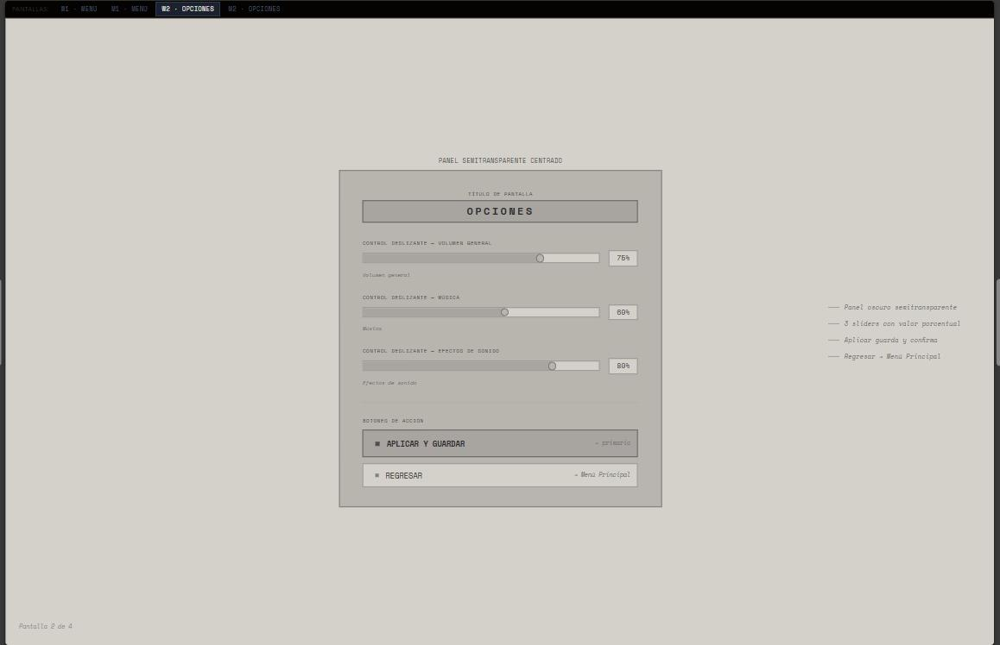 PANTALLAS: W1 · MENÚ W1 · MENÚ W2 · OPCIONES W2 · OPCIONES
PANEL SEMITRANSPARENTE CENTRADO
TÍTULO DE PANTALLA
OPCIONES
CONTROL DESLIZANTE — VOLUMEN GENERAL
75%
Volumen general
CONTROL DESLIZANTE — MÚSICA
60%
Música
CONTROL DESLIZANTE — EFECTOS DE SONIDO
80%
Efectos de sonido
BOTONES DE ACCIÓN
APLICAR Y GUARDAR → primario
REGRESAR → Menú Principal
Panel oscuro semitransparente
3 sliders con valor porcentual
Aplicar guarda y confirma
Regresar → Menú Principal
Pantalla 2 de 4